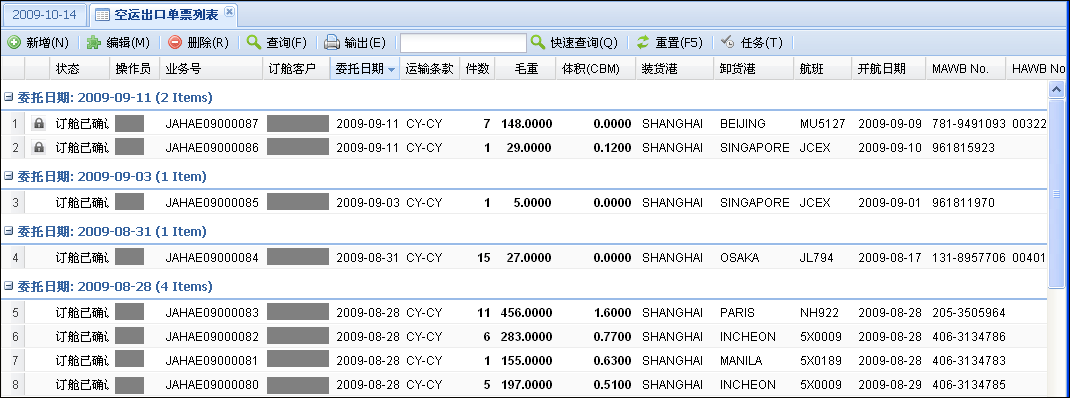 2009-10-14 空运出口单票列表
新增(N) 编辑(M) 删除(R) 查询(F) 输出(E) 快速查询(Q) 重置(F5) 任务(T)
状态 操作员 业务号 订舱客户 委托日期 运输条款 件数 毛重 体积(CBM) 装货港 卸货港 航班 开航日期 MAWB No. HAWB No
委托日期: 2009-09-11 (2 Items)
1 订舱已确认 JAHAE09000087 2009-09-11 CY-CY 7 148.0000 0.0000 SHANGHAI BEIJING MU5127 2009-09-09 781-9491093 00322
2 订舱已确认 JAHAE09000086 2009-09-11 CY-CY 1 29.0000 0.1200 SHANGHAI SINGAPORE JCEX 2009-09-10 961815923
委托日期: 2009-09-03 (1 Item)
3 订舱已确认 JAHAE09000085 2009-09-03 CY-CY 1 5.0000 0.0000 SHANGHAI SINGAPORE JCEX 2009-09-01 961811970
委托日期: 2009-08-31 (1 Item)
4 订舱已确认 JAHAE09000084 2009-08-31 CY-CY 15 27.0000 0.0000 SHANGHAI OSAKA JL794 2009-08-17 131-8957706 00401
委托日期: 2009-08-28 (4 Items)
5 订舱已确认 JAHAE09000083 2009-08-28 CY-CY 11 456.0000 1.6000 SHANGHAI PARIS NH922 2009-08-28 205-3505964
6 订舱已确认 JAHAE09000082 2009-08-28 CY-CY 6 283.0000 0.7700 SHANGHAI INCHEON 5X0009 2009-08-28 406-3134786
7 订舱已确认 JAHAE09000081 2009-08-28 CY-CY 1 155.0000 0.6300 SHANGHAI MANILA 5X0189 2009-08-28 406-3134783
8 订舱已确认 JAHAE09000080 2009-08-28 CY-CY 5 197.0000 0.5100 SHANGHAI INCHEON 5X0009 2009-08-29 406-3134785